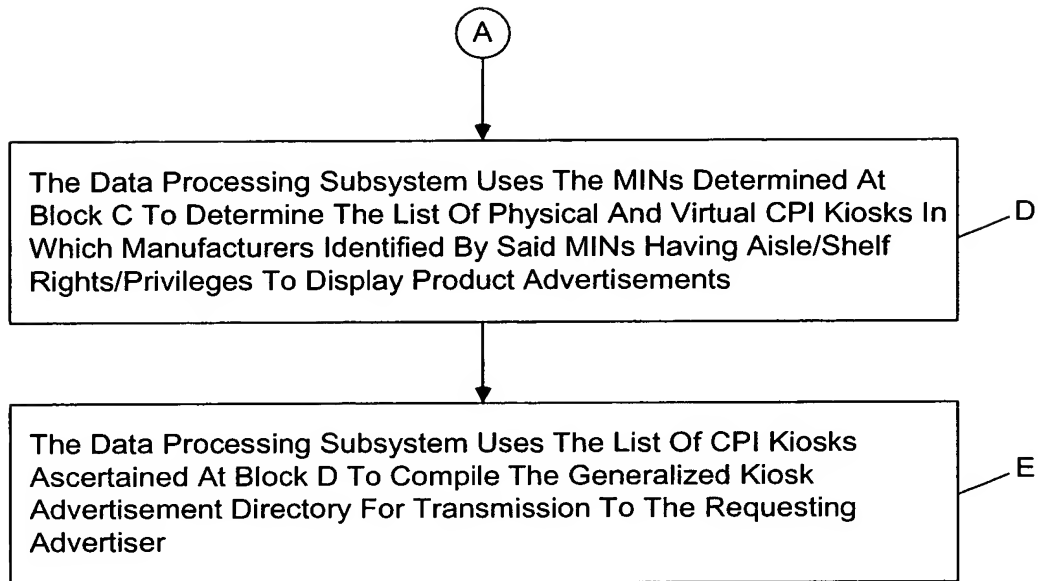 A
The Data Processing Subsystem Uses The MINs Determined At
Block C To Determine The List Of Physical And Virtual CPI Kiosks In
Which Manufacturers Identified By Said MINs Having Aisle/Shelf
Rights/Privileges To Display Product Advertisements
D
The Data Processing Subsystem Uses The List Of CPI Kiosks
Ascertained At Block D To Compile The Generalized Kiosk
Advertisement Directory For Transmission To The Requesting
Advertiser
E